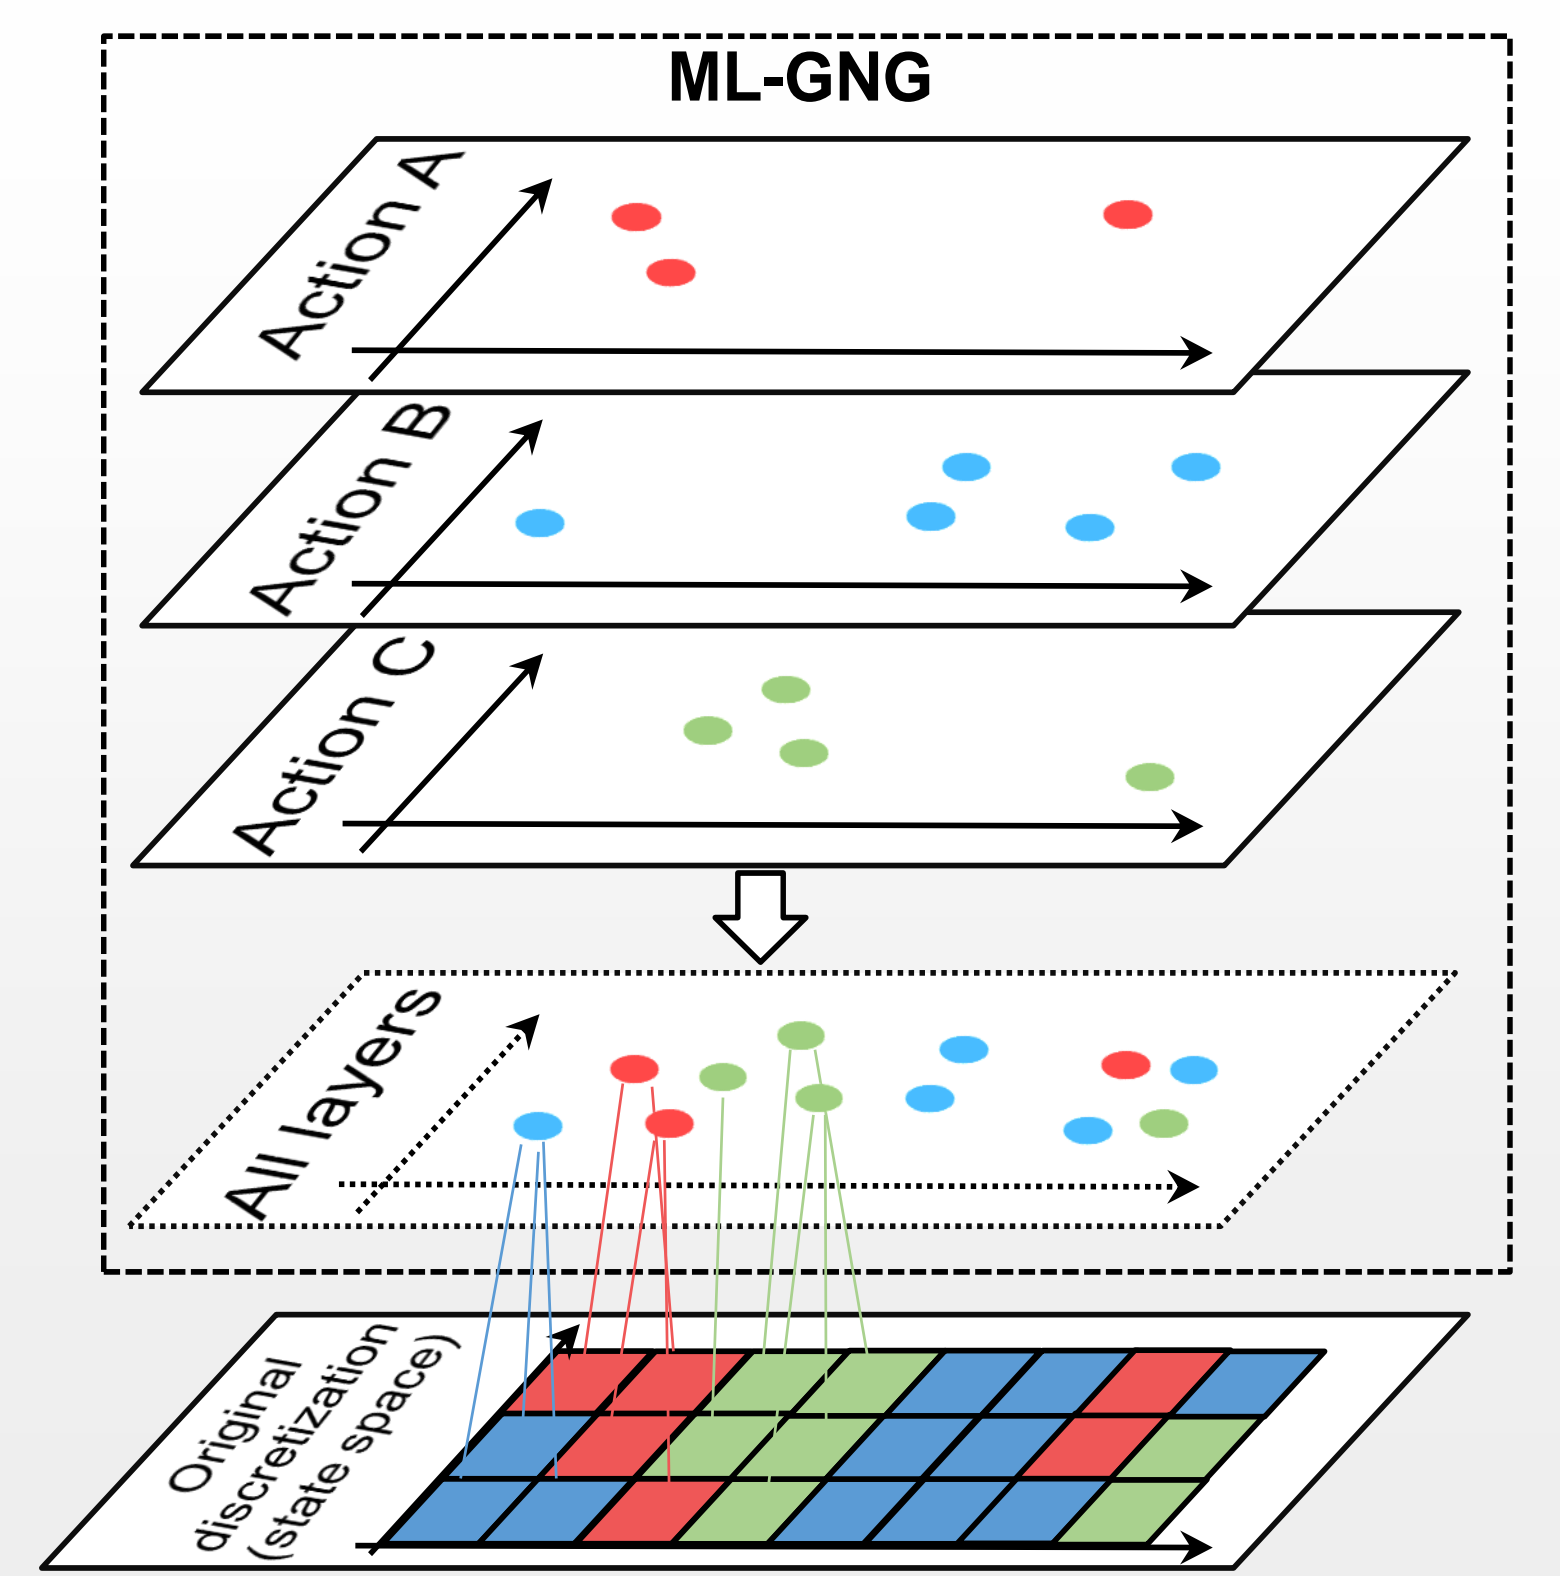 ML-GNG
Action A
Action B
Action C
All layers
Original
discretization
(state space)